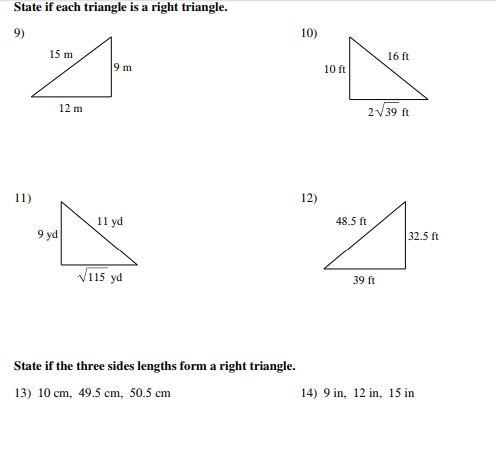 State if each triangle is a right triangle.
9)
15 m
9 m
12 m
10)
16 ft
10 ft
2√39 ft
11)
11 yd
9 yd
√115 yd
12)
48.5 ft
32.5 ft
39 ft
State if the three sides lengths form a right triangle.
13) 10 cm, 49.5 cm, 50.5 cm
14) 9 in, 12 in, 15 in